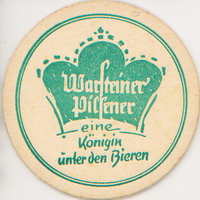 Warsteiner
Pilsener
eine
Königin
unter den Bieren